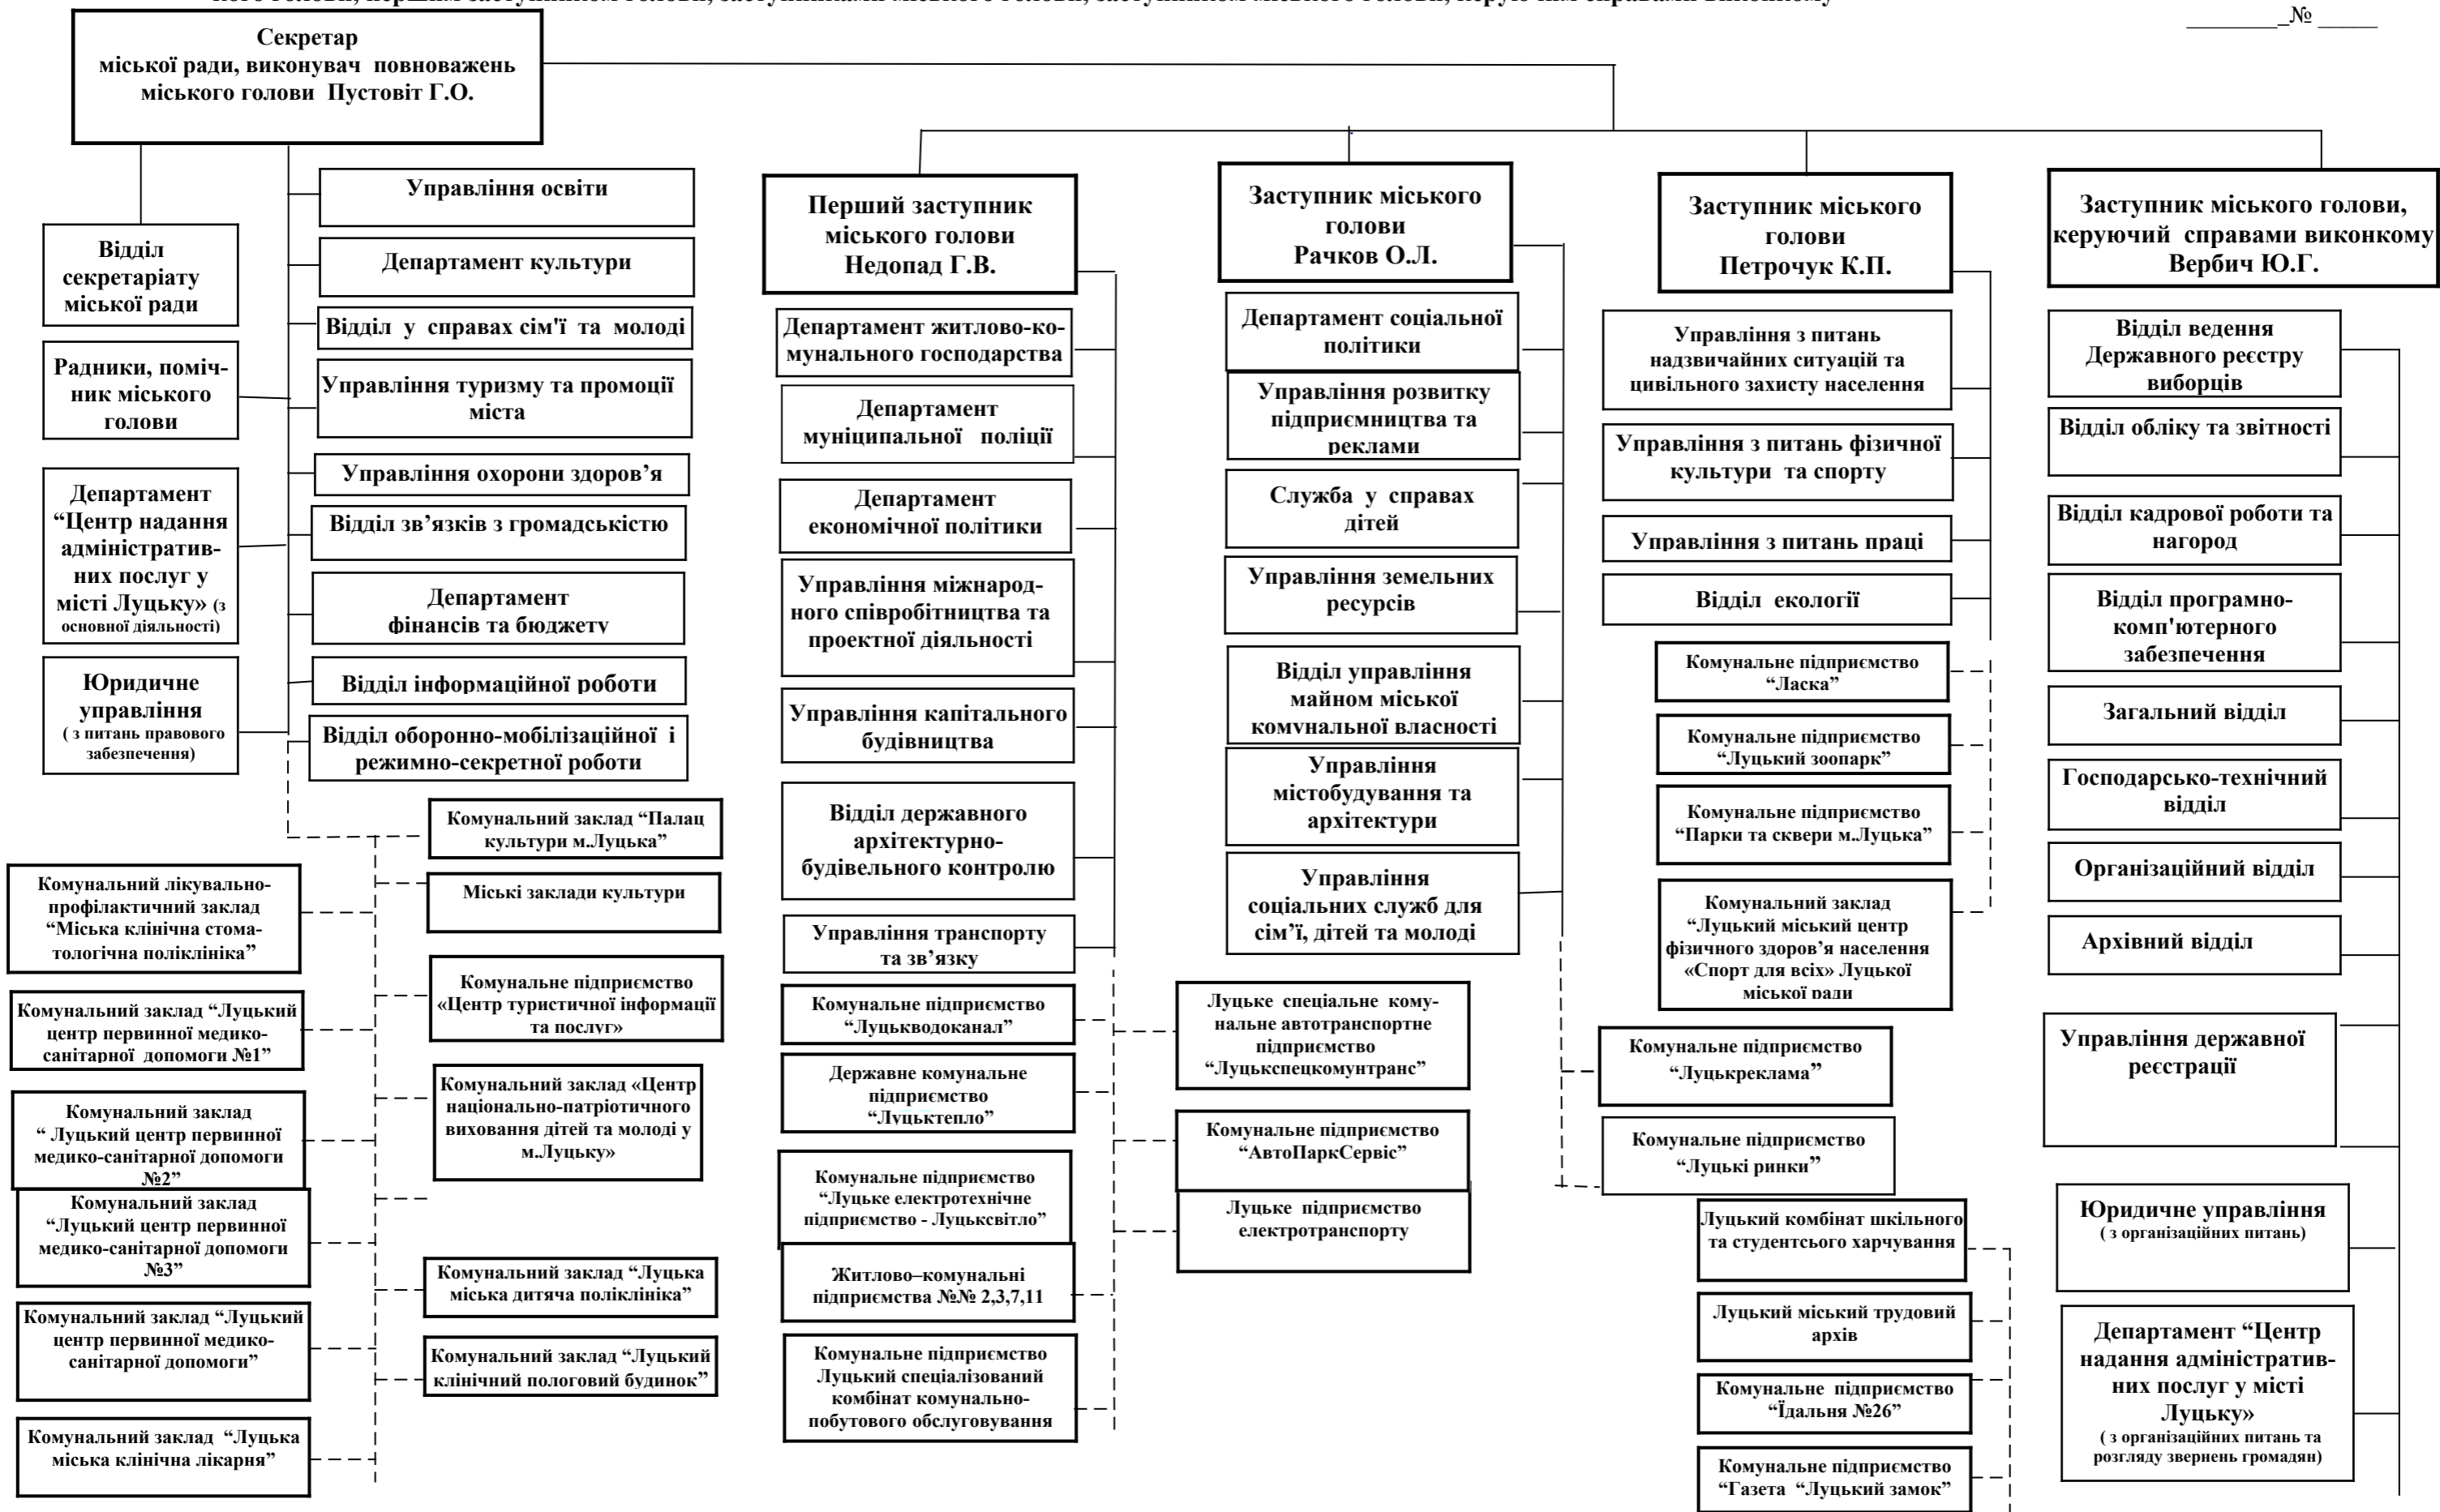 кого голови, першим заступником голови, заступниками міського голови, заступником міського голови, керуючим справами виконкому
_________№ _____
Секретар
міської ради, виконувач повноважень
міського голови Пустовіт Г.О.
Відділ
секретаріату
міської ради
Радники, поміч-
ник міського
голови
Департамент
“Центр надання
адміністратив-
них послуг у
місті Луцьку» (з
основної діяльності)
Юридичне
управління
( з питань правового
забезпечення)
Управління освіти
Департамент культури
Відділ у справах сім'ї та молоді
Управління туризму та промоції
міста
Управління охорони здоров’я
Відділ зв’язків з громадськістю
Департамент
фінансів та бюджету
Відділ інформаційної роботи
Відділ оборонно-мобілізаційної і
режимно-секретної роботи
Комунальний лікувально-
профілактичний заклад
“Міська клінічна стома-
тологічна поліклініка”
Комунальний заклад “Луцький
центр первинної медико-
санітарної допомоги №1”
Комунальний заклад
“ Луцький центр первинної
медико-санітарної допомоги
№2”
Комунальний заклад
“Луцький центр первинної
медико-санітарної допомоги
№3”
Комунальний заклад “Луцький
центр первинної медико-
санітарної допомоги”
Комунальний заклад “Луцька
міська клінічна лікарня”
Комунальний заклад “Палац
культури м.Луцька”
Міські заклади культури
Комунальне підприємство
«Центр туристичної інформації
та послуг»
Комунальний заклад «Центр
національно-патріотичного
виховання дітей та молоді у
м.Луцьку»
Комунальний заклад “Луцька
міська дитяча поліклініка”
Комунальний заклад “Луцький
клінічний пологовий будинок”
Перший заступник
міського голови
Недопад Г.В.
Департамент житлово-ко-
мунального господарства
Департамент
муніципальної поліції
Департамент
економічної політики
Управління міжнарод-
ного співробітництва та
проектної діяльності
Управління капітального
будівництва
Відділ державного
архітектурно-
будівельного контролю
Управління транспорту
та зв’язку
Комунальне підприємство
“Луцькводоканал”
Державне комунальне
підприємство
“Луцьктепло”
Комунальне підприємство
“Луцьке електротехнічне
підприємство - Луцьксвітло”
Житлово–комунальні
підприємства №№ 2,3,7,11
Комунальне підприємство
Луцький спеціалізований
комбінат комунально-
побутового обслуговування
Луцьке спеціальне кому-
нальне автотранспортне
підприємство
“Луцькспецкомунтранс”
Комунальне підприємство
“АвтоПаркСервіс”
Луцьке підприємство
електротранспорту
Заступник міського
голови
Рачков О.Л.
Департамент соціальної
політики
Управління розвитку
підприємництва та
реклами
Служба у справах
дітей
Управління земельних
ресурсів
Відділ управління
майном міської
комунальної власності
Управління
містобудування та
архітектури
Управління
соціальних служб для
сім’ї, дітей та молоді
Комунальне підприємство
“Луцькреклама”
Комунальне підприємство
“Луцькі ринки”
Заступник міського
голови
Петрочук К.П.
Управління з питань
надзвичайних ситуацій та
цивільного захисту населення
Управління з питань фізичної
культури та спорту
Управління з питань праці
Відділ екології
Комунальне підприємство
“Ласка”
Комунальне підприємство
“Луцький зоопарк”
Комунальне підприємство
“Парки та сквери м.Луцька”
Комунальний заклад
“Луцький міський центр
фізичного здоров’я населення
«Спорт для всіх» Луцької
міської ради
Луцький комбінат шкільного
та студентсього харчування
Луцький міський трудовий
архів
Комунальне підприємство
“Їдальня №26”
Комунальне підприємство
“Газета “Луцький замок”
Заступник міського голови,
керуючий справами виконкому
Вербич Ю.Г.
Відділ ведення
Державного реєстру
виборців
Відділ обліку та звітності
Відділ кадрової роботи та
нагород
Відділ програмно-
комп'ютерного
забезпечення
Загальний відділ
Господарсько-технічний
відділ
Організаційний відділ
Архівний відділ
Управління державної
реєстрації
Юридичне управління
( з організаційних питань)
Департамент “Центр
надання адміністратив-
них послуг у місті
Луцьку»
( з організаційних питань та
розгляду звернень громадян)